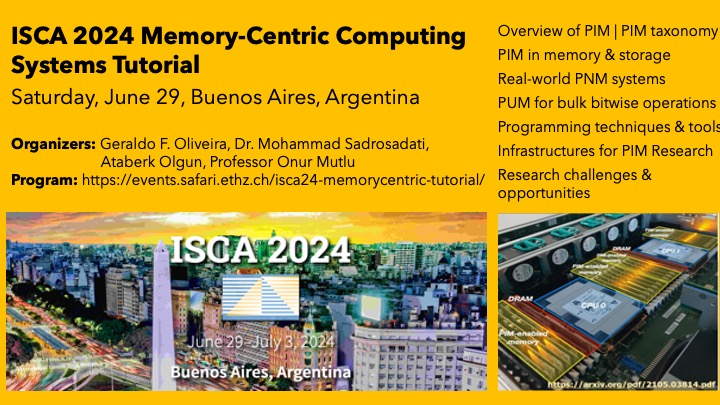 ISCA 2024 Memory-Centric Computing
Systems Tutorial
Saturday, June 29, Buenos Aires, Argentina
Organizers: Geraldo F. Oliveira, Dr. Mohammad Sadrosadati,
Ataberk Olgun, Professor Onur Mutlu
Program: https://events.safari.ethz.ch/isca24-memorycentric-tutorial/
Overview of PIM | PIM taxonomy
PIM in memory & storage
Real-world PNM systems
PUM for bulk bitwise operations
Programming techniques & tools
Infrastructures for PIM Research
Research challenges &
opportunities
ISCA 2024
June 29–July 3, 2024
Buenos Aires, Argentina
PIM-enabled
memory
DRAM
CPU 1
PIM-enabled
memory
PIM-enabled
memory
DRAM
CPU 0
PIM-enabled
memory
https://arxiv.org/pdf/2105.03814.pdf